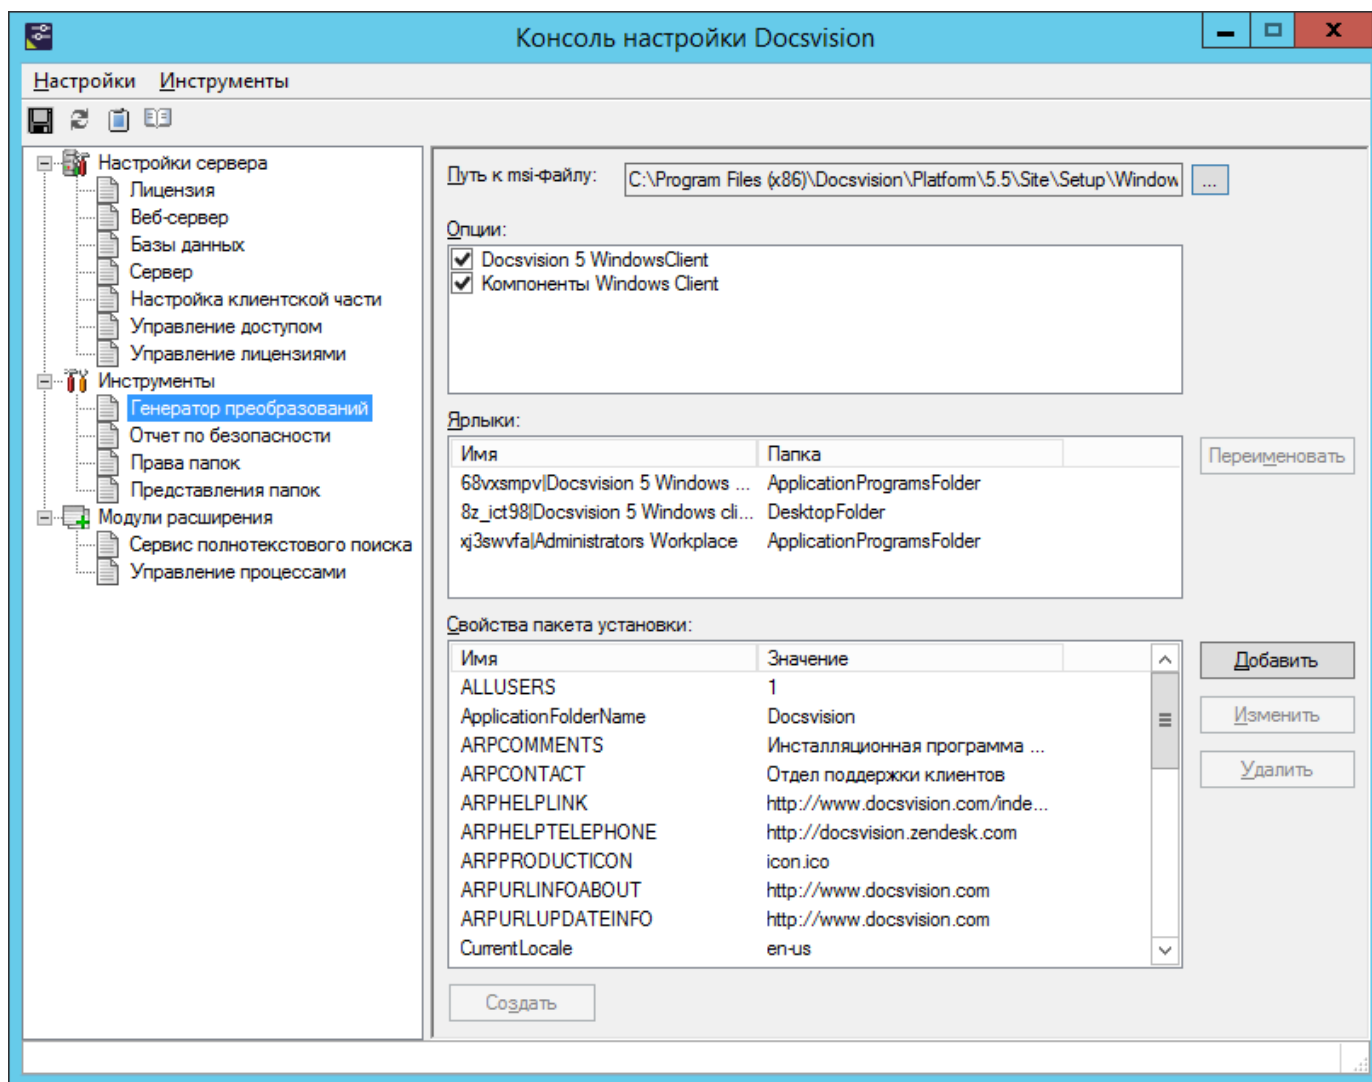 Консоль настройки Docsvision
Настройки Инструменты
Настройки сервера
Лицензия
Веб-сервер
Базы данных
Сервер
Настройка клиентской части
Управление доступом
Управление лицензиями
Инструменты
Генератор преобразований
Отчет по безопасности
Права папок
Представления папок
Модули расширения
Сервис полнотекстового поиска
Управление процессами
Путь к msi-файлу: C:\Program Files (x86)\Docsvision\Platform\5.5\Site\Setup\Window ...
Опции:
Docsvision 5 WindowsClient
Компоненты Windows Client
Ярлыки:
Имя Папка
68vxsmpv|Docsvision 5 Windows ... ApplicationProgramsFolder
8z_ict98|Docsvision 5 Windows cli... DesktopFolder
xj3swvfa|Administrators Workplace ApplicationProgramsFolder
Переименовать
Свойства пакета установки:
Имя Значение
ALLUSERS 1
ApplicationFolderName Docsvision
ARPCOMMENTS Инсталляционная программа ...
ARPCONTACT Отдел поддержки клиентов
ARPHELPLINK http://www.docsvision.com/inde...
ARPHELPTELEPHONE http://docsvision.zendesk.com
ARPPRODUCTICON icon.ico
ARPURLINFOABOUT http://www.docsvision.com
ARPURLUPDATEINFO http://www.docsvision.com
CurrentLocale en-us
Добавить
Изменить
Удалить
Создать